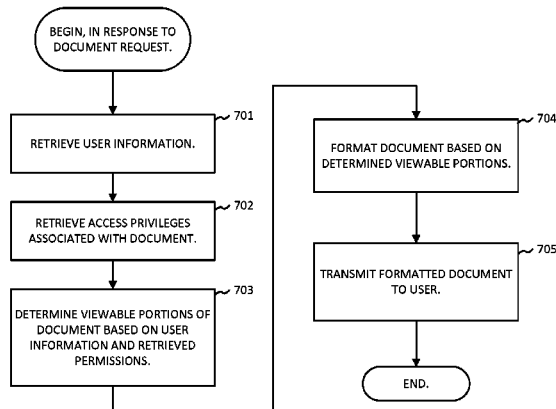 BEGIN, IN RESPONSE TO
DOCUMENT REQUEST.
701
RETRIEVE USER INFORMATION.
702
RETRIEVE ACCESS PRIVILEGES
ASSOCIATED WITH DOCUMENT.
703
DETERMINE VIEWABLE PORTIONS OF
DOCUMENT BASED ON USER
INFORMATION AND RETRIEVED
PERMISSIONS.
704
FORMAT DOCUMENT BASED ON
DETERMINED VIEWABLE PORTIONS.
705
TRANSMIT FORMATTED DOCUMENT
TO USER.
END.